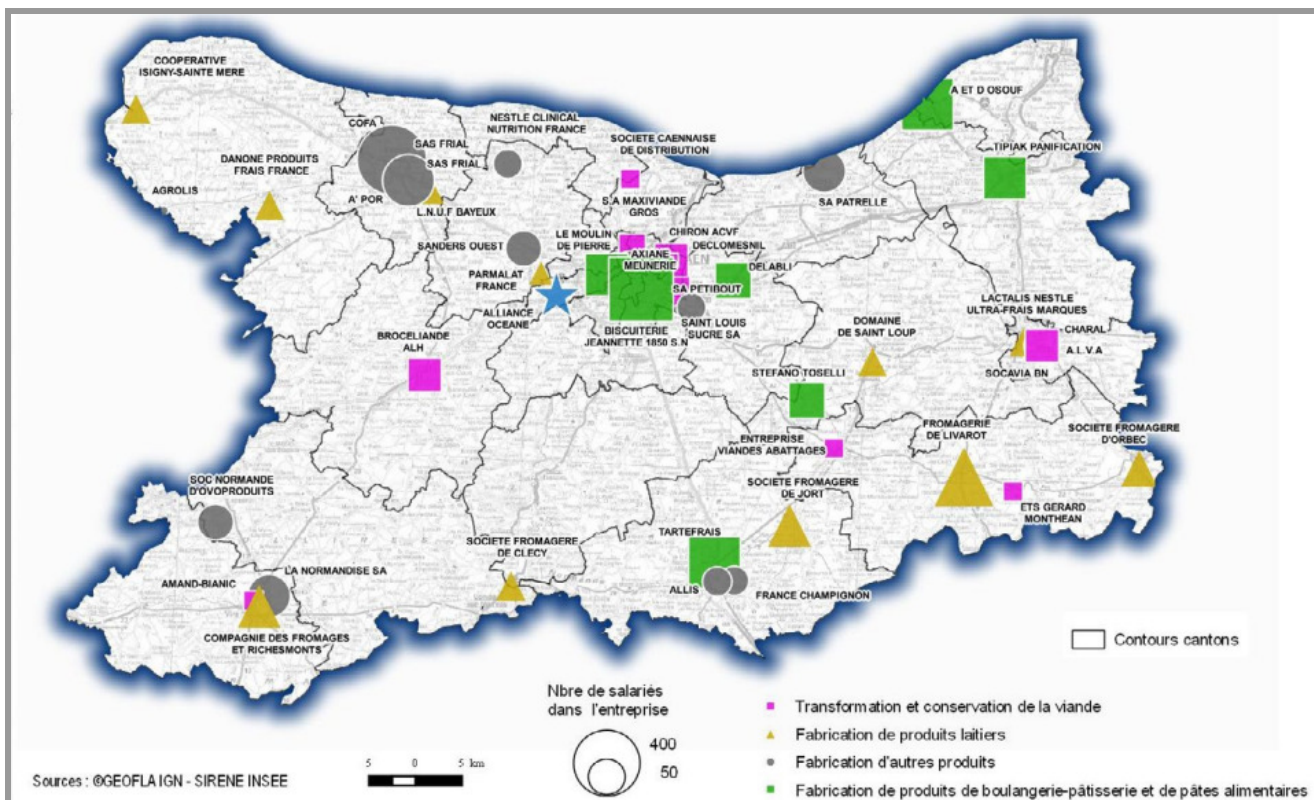 COOPERATIVE
ISIGNY-SAINTE MERE
A ET D OSOUF
COFA
NESTLE CLINICAL
NUTRITION FRANCE
SOCIETE CAENNAISE
DE DISTRIBUTION
SAS FRIAL
SAS FRIAL
TIPIAK PANIFICATION
DANONE PRODUITS
FRAIS FRANCE
AGROLIS
A' POR
L.N.U.F BAYEUX
S.A MAXIVIANDE
GROS
SA PATRELLE
SANDERS OUEST
LE MOULIN
DE PIERRE
CHIRON ACVF
DECLOMESNIL
AXIANE
MEUNERIE
DELABLI
PARMALAT
FRANCE
SA PETIBOUT
ALLIANCE
OCEANE
SAINT LOUIS
SUCRE SA
BISCUITERIE
JEANNETTE 1850 S.N
LACTALIS NESTLE
ULTRA-FRAIS MARQUES
DOMAINE
DE SAINT LOUP
CHARAL
A.L.V.A
SOCAVIA BN
BROCELIANDE
ALH
STEFANO TOSELLI
ENTREPRISE
VIANDES ABATTAGES
FROMAGERIE
DE LIVAROT
SOCIETE FROMAGERE
D'ORBEC
SOC NORMANDE
D'OVOPRODUITS
SOCIETE FROMAGERE
DE JORT
ETS GERARD
MONTHEAN
TARTEFRAIS
SOCIETE FROMAGERE
DE CLECY
LA NORMANDISE SA
AMAND-BIANIC
ALLIS
FRANCE CHAMPIGNON
COMPAGNIE DES FROMAGES
ET RICHESMONTS
Contours cantons
Nbre de salariés
dans l'entreprise
400
50
Transformation et conservation de la viande
Fabrication de produits laitiers
Fabrication d'autres produits
Fabrication de produits de boulangerie-pâtisserie et de pâtes alimentaires
5 0 5 km
Sources : ©GEOFLA IGN - SIRENE INSEE